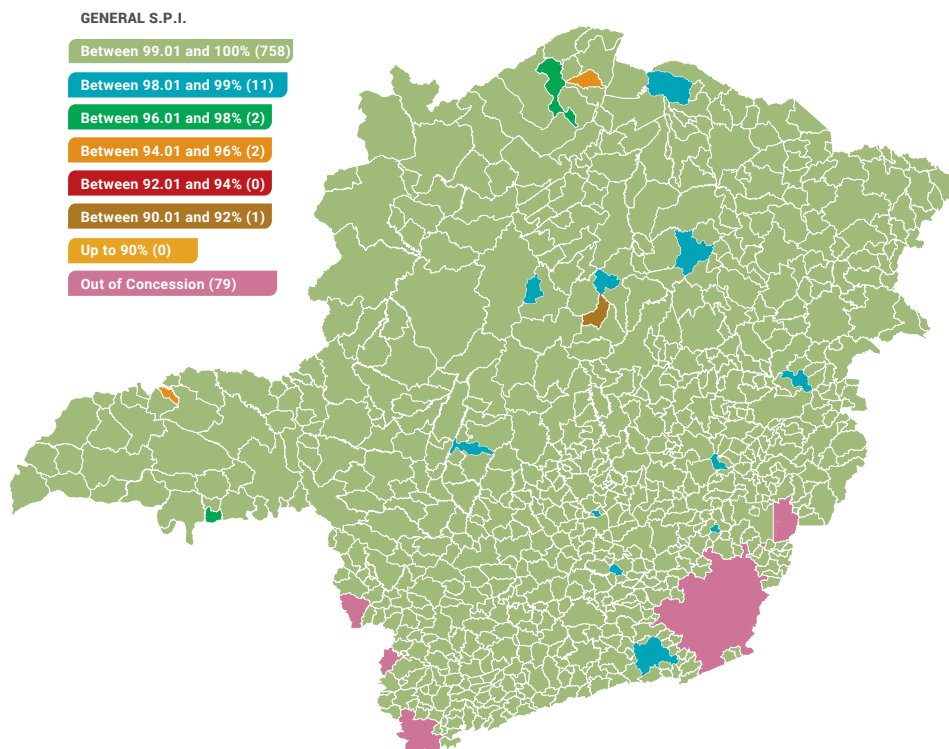 GENERAL S.P.I.
Between 99.01 and 100% (758)
Between 98.01 and 99% (11)
Between 96.01 and 98% (2)
Between 94.01 and 96% (2)
Between 92.01 and 94% (0)
Between 90.01 and 92% (1)
Up to 90% (0)
Out of Concession (79)